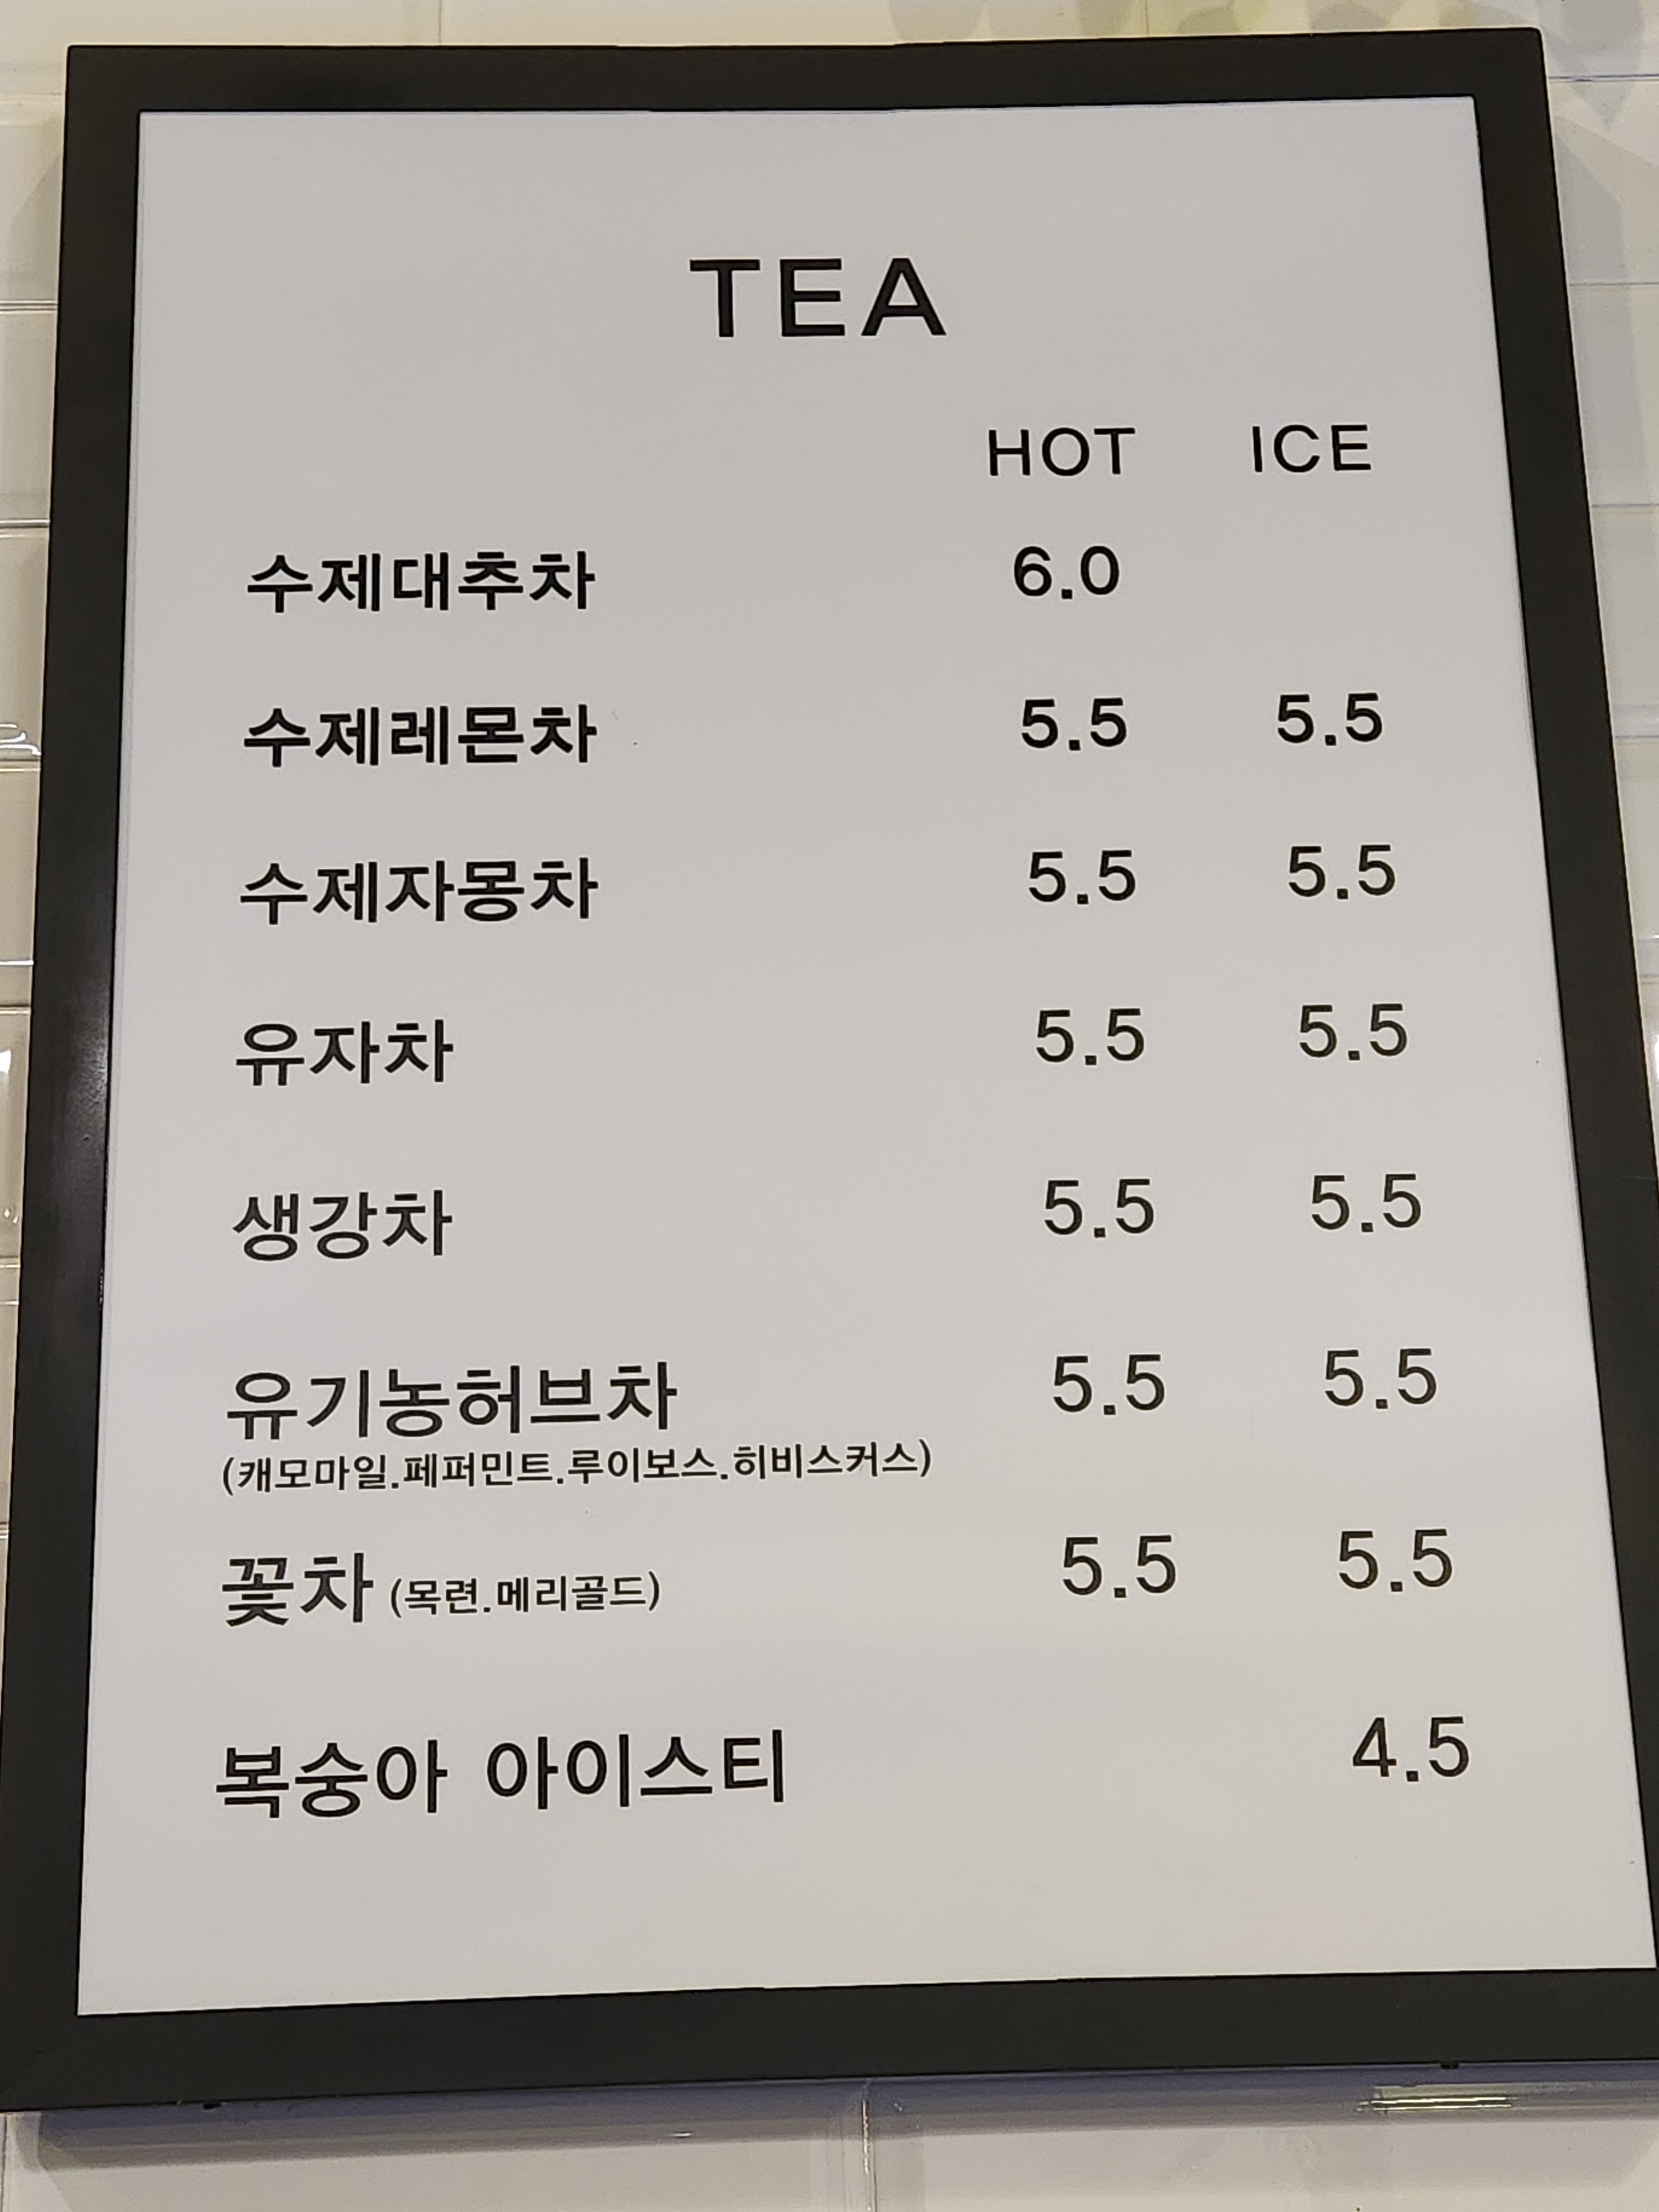 TEA
HOT ICE
수제대추차 6.0
수제레몬차 5.5 5.5
수제자몽차 5.5 5.5
유자차 5.5 5.5
생강차 5.5 5.5
유기농허브차 5.5 5.5
(캐모마일.페퍼민트.루이보스.히비스커스)
꽃차 (목련.메리골드) 5.5 5.5
복숭아 아이스티 4.5